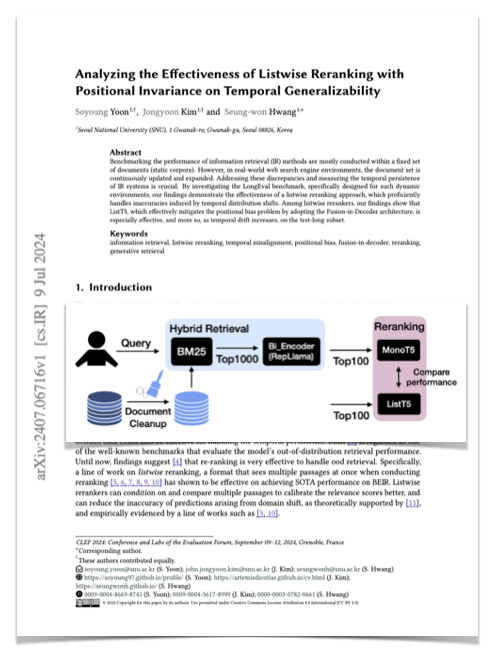 Analyzing the Effectiveness of Listwise Reranking with
Positional Invariance on Temporal Generalizability
Soyoung Yoon1,†, Jongyoon Kim1,† and Seung-won Hwang1,*
1Seoul National University (SNU), 1 Gwanak-ro, Gwanak-gu, Seoul 08826, Korea
Abstract
Benchmarking the performance of information retrieval (IR) methods are mostly conducted within a fixed set
of documents (static corpora). However, in real-world web search engine environments, the document set is
continuously updated and expanded. Addressing these discrepancies and measuring the temporal persistence
of IR systems is crucial. By investigating the LongEval benchmark, specifically designed for such dynamic
environments, our findings demonstrate the effectiveness of a listwise reranking approach, which proficiently
handles inaccuracies induced by temporal distribution shifts. Among listwise rerankers, our findings show that
ListT5, which effectively mitigates the positional bias problem by adopting the Fusion-in-Decoder architecture, is
especially effective, and more so, as temporal drift increases, on the test-long subset.
Keywords
information retrieval, listwise reranking, temporal misalignment, positional bias, fusion-in-decoder, reranking,
generative retrieval
arXiv:2407.06716v1 [cs.IR] 9 Jul 2024
1. Introduction
Hybrid Retrieval
Reranking
Query
BM25
Top1000
Bi_Encoder
(RepLlama)
Top100
MonoT5
Compare
performance
Document
Cleanup
Top100
ListT5
of the well-known benchmarks that evaluate the model's out-of-distribution retrieval performance.
Until now, findings suggest [4] that re-ranking is very effective to handle ood retrieval. Specifically,
a line of work on listwise reranking, a format that sees multiple passages at once when conducting
reranking [5, 6, 7, 8, 9, 10] has shown to be effective on achieving SOTA performance on BEIR. Listwise
rerankers can condition on and compare multiple passages to calibrate the relevance scores better, and
can reduce the inaccuracy of predictions arising from domain shift, as theoretically supported by [11],
and empirically evidenced by a line of works such as [5, 10].
CLEF 2024: Conference and Labs of the Evaluation Forum, September 09–12, 2024, Grenoble, France
*Corresponding author.
†These authors contributed equally.
soyoung.yoon@snu.ac.kr (S. Yoon); john.jongyoon.kim@snu.ac.kr (J. Kim); seungwonh@snu.ac.kr (S. Hwang)
https://soyoung97.github.io/profile/ (S. Yoon); https://artemisdicotiar.github.io/cv.html (J. Kim);
https://seungwonh.github.io/ (S. Hwang)
0009-0004-8669-8741 (S. Yoon); 0009-0004-5617-8999 (J. Kim); 0000-0003-0782-0661 (S. Hwang)
© 2024 Copyright for this paper by its authors. Use permitted under Creative Commons License Attribution 4.0 International (CC BY 4.0).